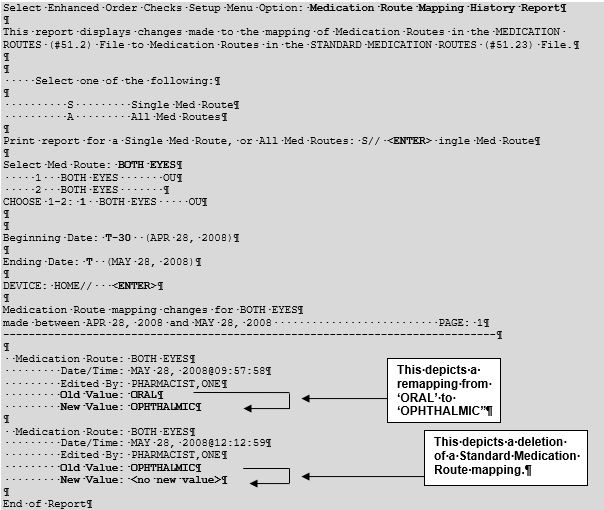 Select Enhanced Order Checks Setup Menu Option: Medication Route Mapping History Report¶
¶
This report displays changes made to the mapping of Medication Routes in the MEDICATION·
ROUTES·(#51.2)·File·to·Medication·Routes·in·the·STANDARD·MEDICATION·ROUTES·(#51.23)·File.¶
¶
¶
·····Select·one·of·the·following:¶
¶
··········S·········Single·Med·Route¶
··········A·········All·Med·Routes¶
¶
Print·report·for·a·Single·Med·Route,·or·All·Med·Routes:·S//·<ENTER>·ingle·Med·Route¶
¶
Select·Med·Route:·BOTH·EYES¶
·····1···BOTH·EYES·······OU¶
·····2···BOTH·EYES·······¶
CHOOSE·1-2:·1··BOTH·EYES·····OU¶
¶
¶
Beginning·Date:·T-30··(APR·28,·2008)¶
¶
Ending·Date:·T··(MAY·28,·2008)¶
¶
DEVICE:·HOME//···<ENTER>¶
¶
Medication·Route·mapping·changes·for·BOTH·EYES¶
made·between·APR·28,·2008·and·MAY·28,·2008··························PAGE:·1¶
------------------------------------------------------------------------------¶
¶
··Medication·Route:·BOTH·EYES¶
·········Date/Time:·MAY·28,·2008@09:57:58¶
·········Edited·By:·PHARMACIST,ONE¶
·········Old·Value:·ORAL¶
·········New·Value:·OPHTHALMIC¶
This·depicts·a·
remapping·from·
‘ORAL’·to·
‘OPHTHALMIC”¶
··Medication·Route:·BOTH·EYES¶
·········Date/Time:·MAY·28,·2008@12:12:59¶
·········Edited·By:·PHARMACIST,ONE¶
·········Old·Value:·OPHTHALMIC¶
·········New·Value:·<no·new·value>¶
This·depicts·a·deletion·
of·a·Standard·Medication·
Route·mapping.¶
¶
End·of·Report¶